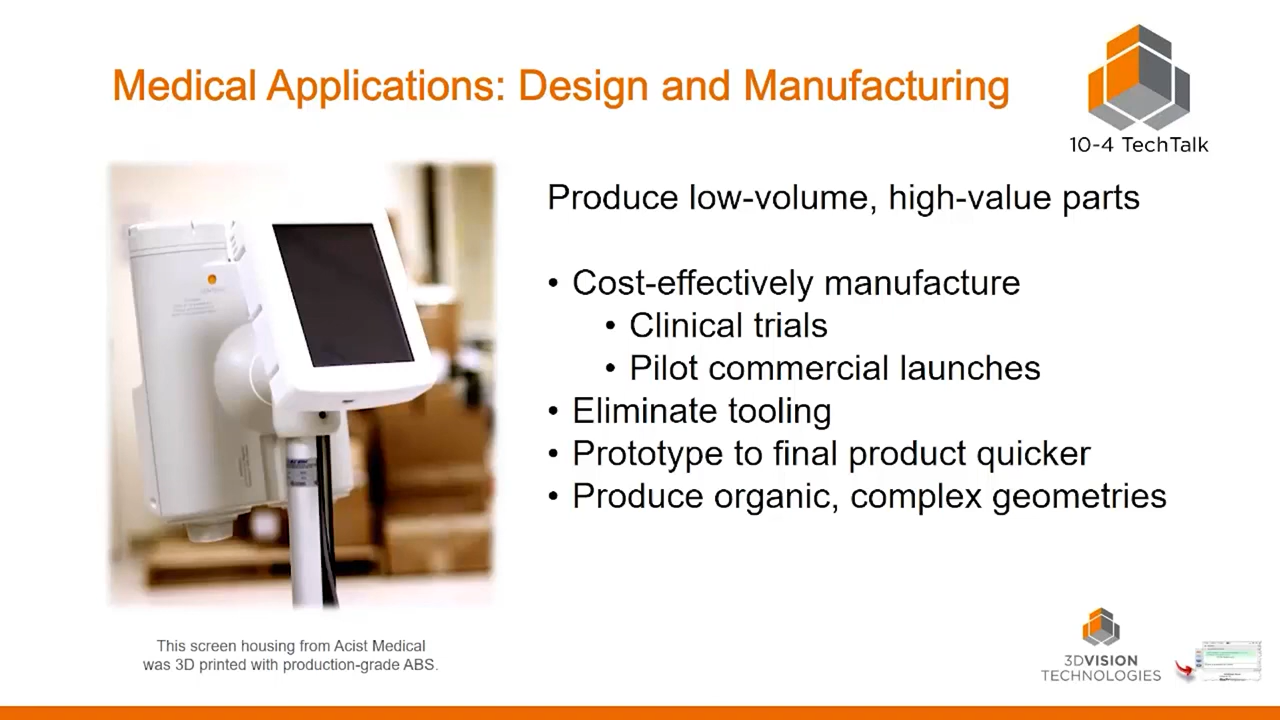 Medical Applications: Design and Manufacturing
10-4 TechTalk
Produce low-volume, high-value parts
• Cost-effectively manufacture
• Clinical trials
• Pilot commercial launches
• Eliminate tooling
• Prototype to final product quicker
• Produce organic, complex geometries
This screen housing from Acist Medical
was 3D printed with production-grade ABS.
3DVISION
TECHNOLOGIES